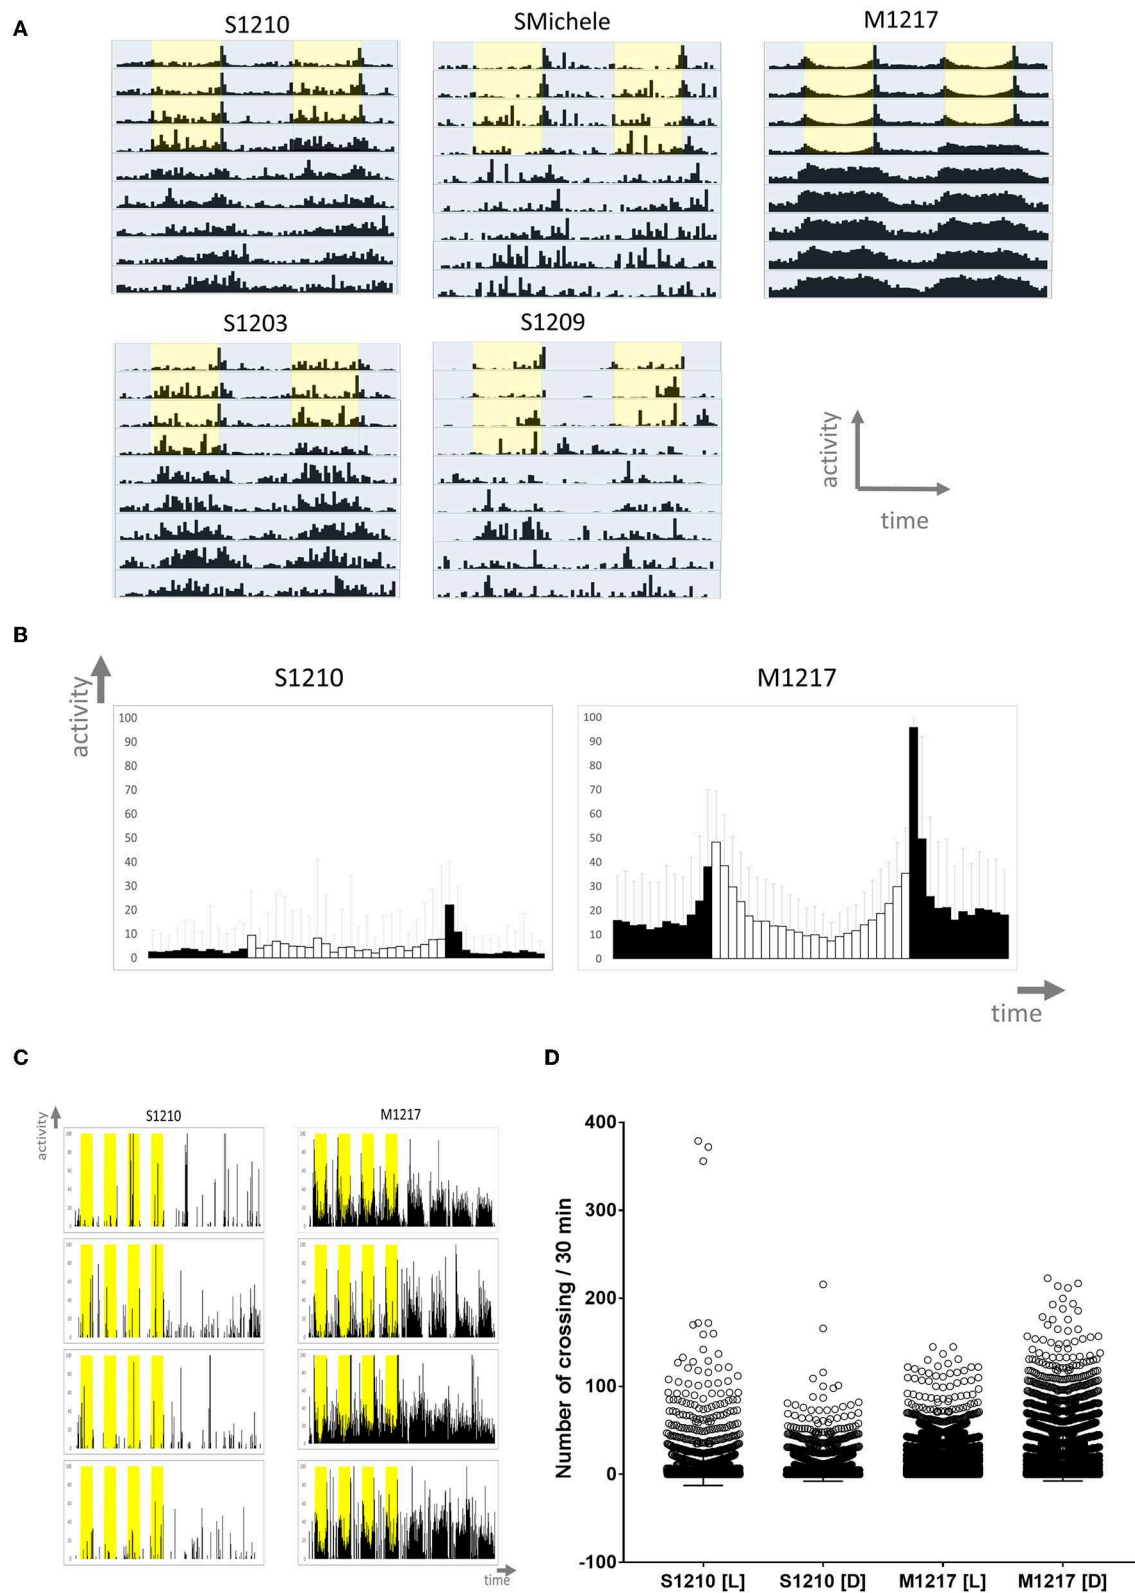 A
S1210
SMichele
M1217
S1203
S1209
activity
time
B
S1210
M1217
activity
100
90
80
70
60
50
40
30
20
10
0
100
90
80
70
60
50
40
30
20
10
0
time
C
D
S1210
M1217
activity
time
400
300
200
100
0
-100
Number of crossing / 30 min
S1210 [L]
S1210 [D]
M1217 [L]
M1217 [D]